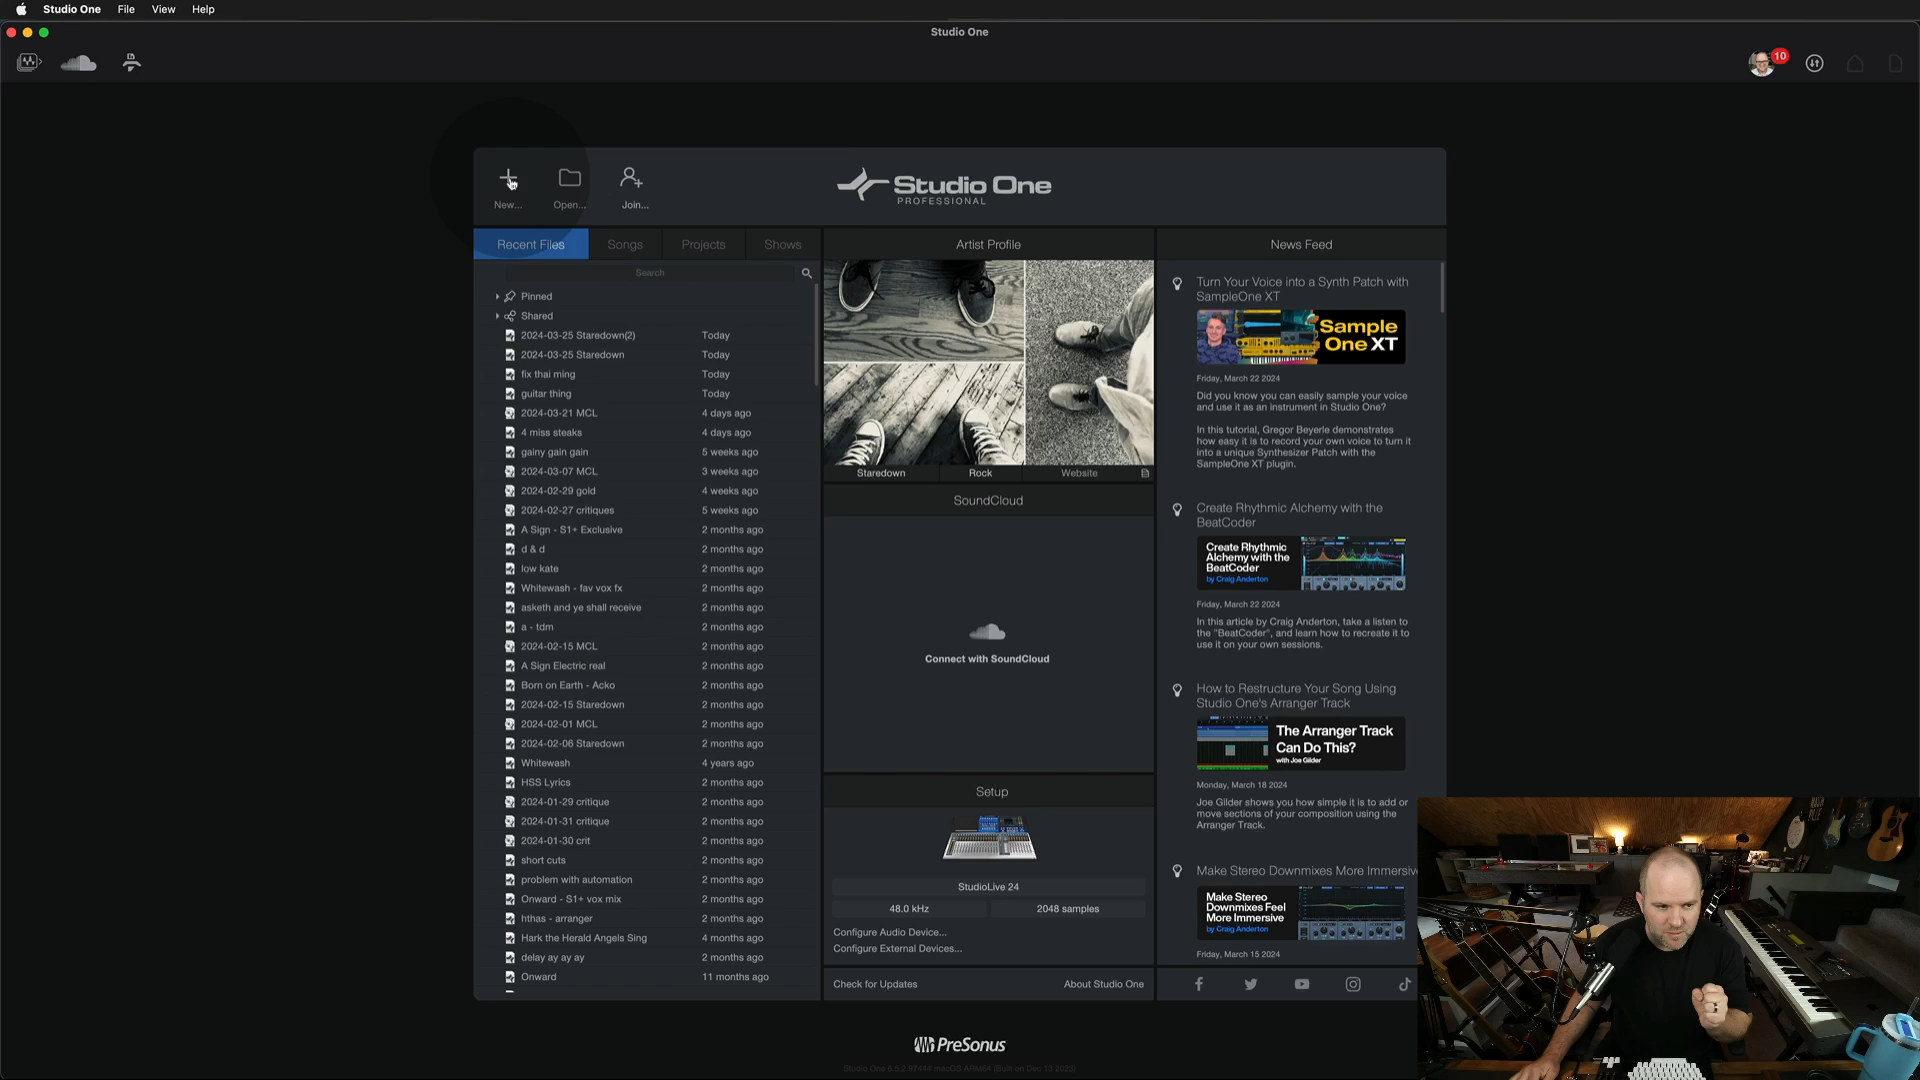 Studio One File View Help
Studio One
10
New...
Open...
Join...
Studio One
PROFESSIONAL
Recent Files
Songs
Projects
Shows
Search
Pinned
Shared
2024-03-25 Staredown(2) Today
2024-03-25 Staredown Today
fix thai ming Today
guitar thing Today
2024-03-21 MCL 4 days ago
4 miss steaks 4 days ago
gainy gain gain 5 weeks ago
2024-03-07 MCL 3 weeks ago
2024-02-29 gold 4 weeks ago
2024-02-27 critiques 5 weeks ago
A Sign - S1+ Exclusive 2 months ago
d & d 2 months ago
low kate 2 months ago
Whitewash - fav vox fx 2 months ago
asketh and ye shall receive 2 months ago
a - tdm 2 months ago
2024-02-15 MCL 2 months ago
A Sign Electric real 2 months ago
Born on Earth - Acko 2 months ago
2024-02-15 Staredown 2 months ago
2024-02-01 MCL 2 months ago
2024-02-06 Staredown 2 months ago
Whitewash 4 years ago
HSS Lyrics 2 months ago
2024-01-29 critique 2 months ago
2024-01-31 critique 2 months ago
2024-01-30 crit 2 months ago
short cuts 2 months ago
problem with automation 2 months ago
Onward - S1+ vox mix 2 months ago
hthas - arranger 2 months ago
Hark the Herald Angels Sing 4 months ago
delay ay ay ay 2 months ago
Onward 11 months ago
Artist Profile
Staredown
Rock
Website
SoundCloud
Connect with SoundCloud
Setup
StudioLive 24
48.0 kHz
2048 samples
Configure Audio Device...
Configure External Devices...
Check for Updates
About Studio One
News Feed
Turn Your Voice into a Synth Patch with
SampleOne XT
Sample
One XT
Friday, March 22 2024
Did you know you can easily sample your voice
and use it as an instrument in Studio One?
In this tutorial, Gregor Beyerle demonstrates
how easy it is to record your own voice to turn it
into a unique Synthesizer Patch with the
SampleOne XT plugin.
Create Rhythmic Alchemy with the
BeatCoder
Create Rhythmic
Alchemy with the
BeatCoder
by Craig Anderton
Friday, March 22 2024
In this article by Craig Anderton, take a listen to
the "BeatCoder", and learn how to recreate it to
use it on your own sessions.
How to Restructure Your Song Using
Studio One's Arranger Track
The Arranger Track
Can Do This?
with Joe Gilder
Monday, March 18 2024
Joe Gilder shows you how simple it is to add or
move sections of your composition using the
Arranger Track.
Make Stereo Downmixes More Immersiv
Make Stereo
Downmixes Feel
More Immersive
by Craig Anderton
Friday, March 15 2024
PreSonus
Studio One 6.5.2.97444 macOS ARM64 (Built on Dec 13 2023)